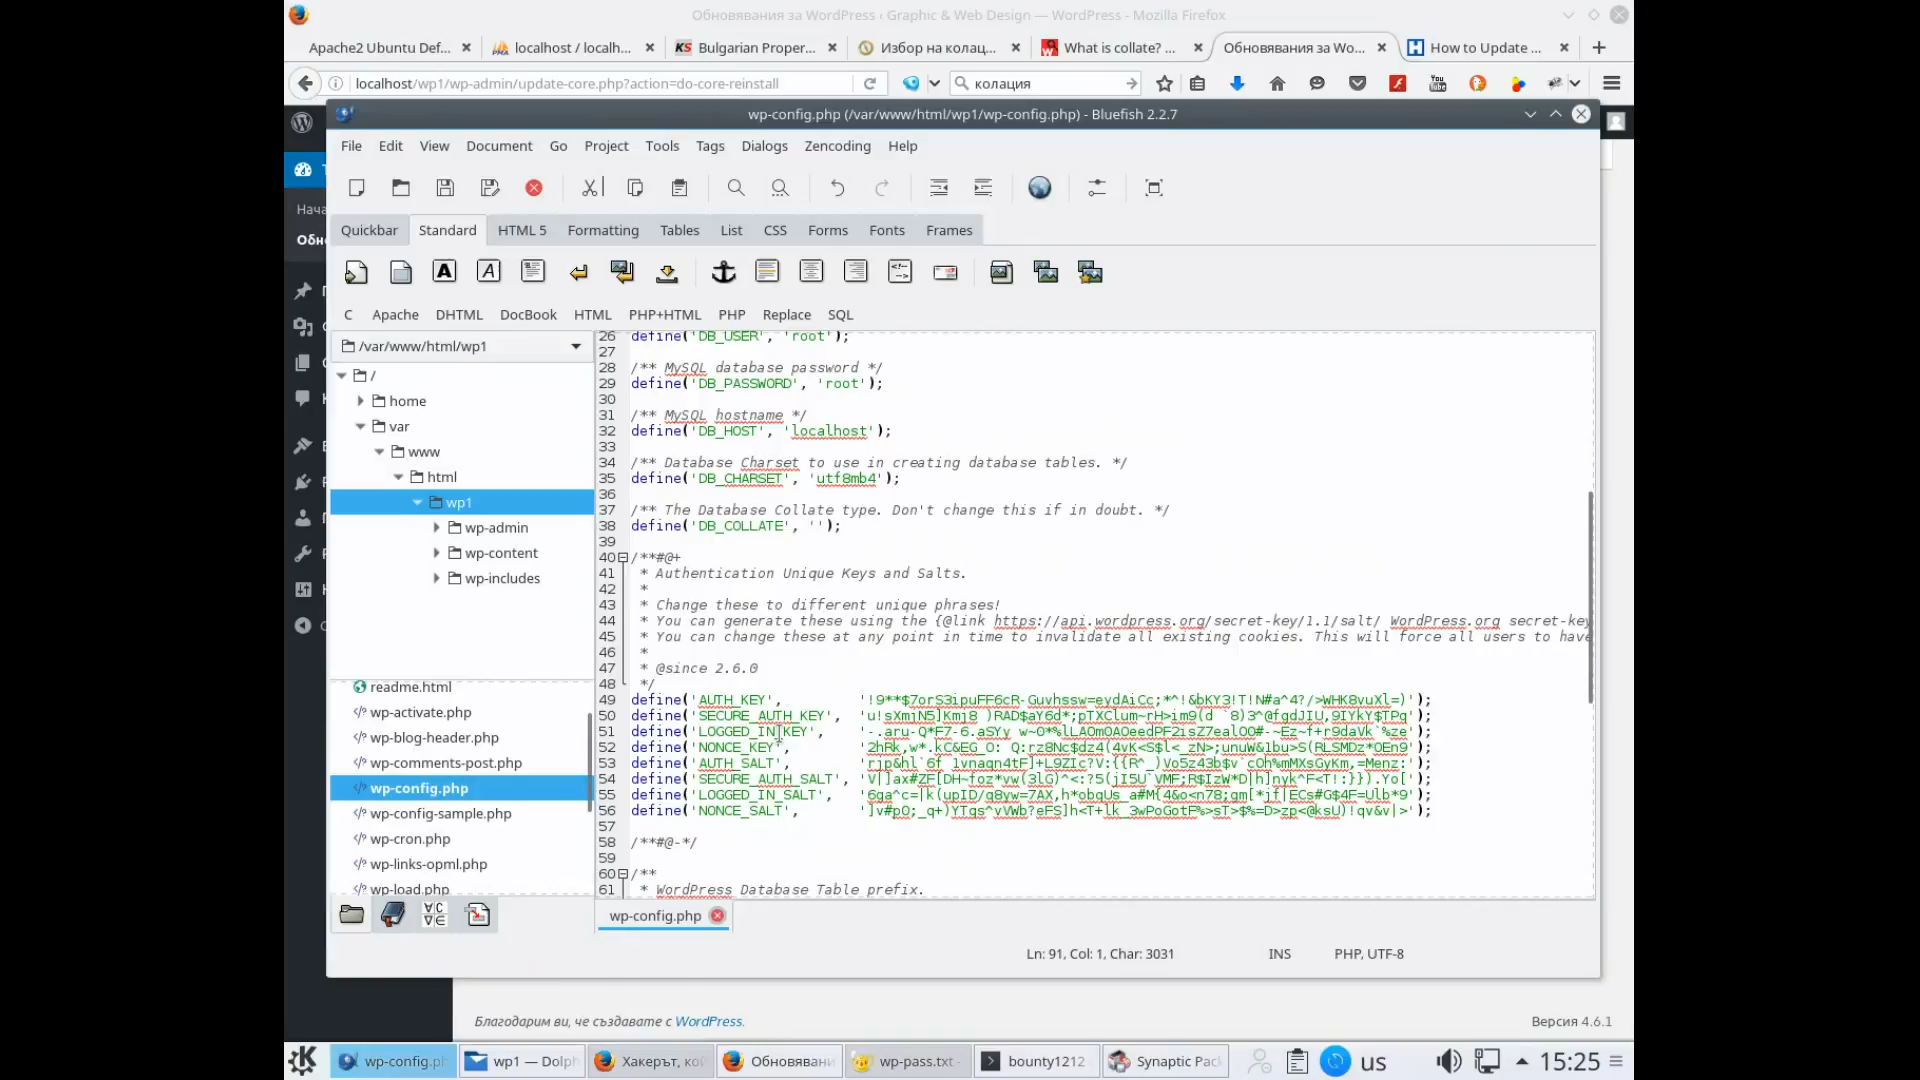 Обновявания за WordPress ‹ Graphic & Web Design — WordPress - Mozilla Firefox
Apache2 Ubuntu Def...
localhost / localh...
Bulgarian Proper...
Избор на колац...
What is collate? ...
Обновявания за Wo...
How to Update ...
localhost/wp1/wp-admin/update-core.php?action=do-core-reinstall
колация
wp-config.php (/var/www/html/wp1/wp-config.php) - Bluefish 2.2.7
File Edit View Document Go Project Tools Tags Dialogs Encoding Help
Quickbar Standard HTML 5 Formatting Tables List CSS Forms Fonts Frames
C Apache DHTML DocBook HTML PHP+HTML PHP Replace SQL
/var/www/html/wp1
/
home
var
www
html
wp1
wp-admin
wp-content
wp-includes
readme.html
wp-activate.php
wp-blog-header.php
wp-comments-post.php
wp-config.php
wp-config-sample.php
wp-cron.php
wp-links-opml.php
wp-load.php
26 define('DB_USER', 'root');
27
28 /** MySQL database password */
29 define('DB_PASSWORD', 'root');
30
31 /** MySQL hostname */
32 define('DB_HOST', 'localhost');
33
34 /** Database Charset to use in creating database tables. */
35 define('DB_CHARSET', 'utf8mb4');
36
37 /** The Database Collate type. Don't change this if in doubt. */
38 define('DB_COLLATE', '');
39
40 /**#@+
41 * Authentication Unique Keys and Salts.
42 *
43 * Change these to different unique phrases!
44 * You can generate these using the {@link https://api.wordpress.org/secret-key/1.1/salt/ WordPress.org secret-key
45 * You can change these at any point in time to invalidate all existing cookies. This will force all users to have
46 *
47 * @since 2.6.0
48 */
49 define('AUTH_KEY',
50 define('SECURE_AUTH_KEY',
51 define('LOGGED_IN_KEY',
52 define('NONCE_KEY',
53 define('AUTH_SALT',
54 define('SECURE_AUTH_SALT',
55 define('LOGGED_IN_SALT',
56 define('NONCE_SALT',
57
58 /**#@-*/
59
60 /**
61 * WordPress Database Table prefix.
wp-config.php
Ln: 91, Col: 1, Char: 3031 INS PHP, UTF-8
Благодарим ви, че създавате с WordPress.
Версия 4.6.1
wp-config.ph
wp1 — Dolph
Хакерът, кой
Обновявани
wp-pass.txt -
bounty1212
Synaptic Pac
us
15:25